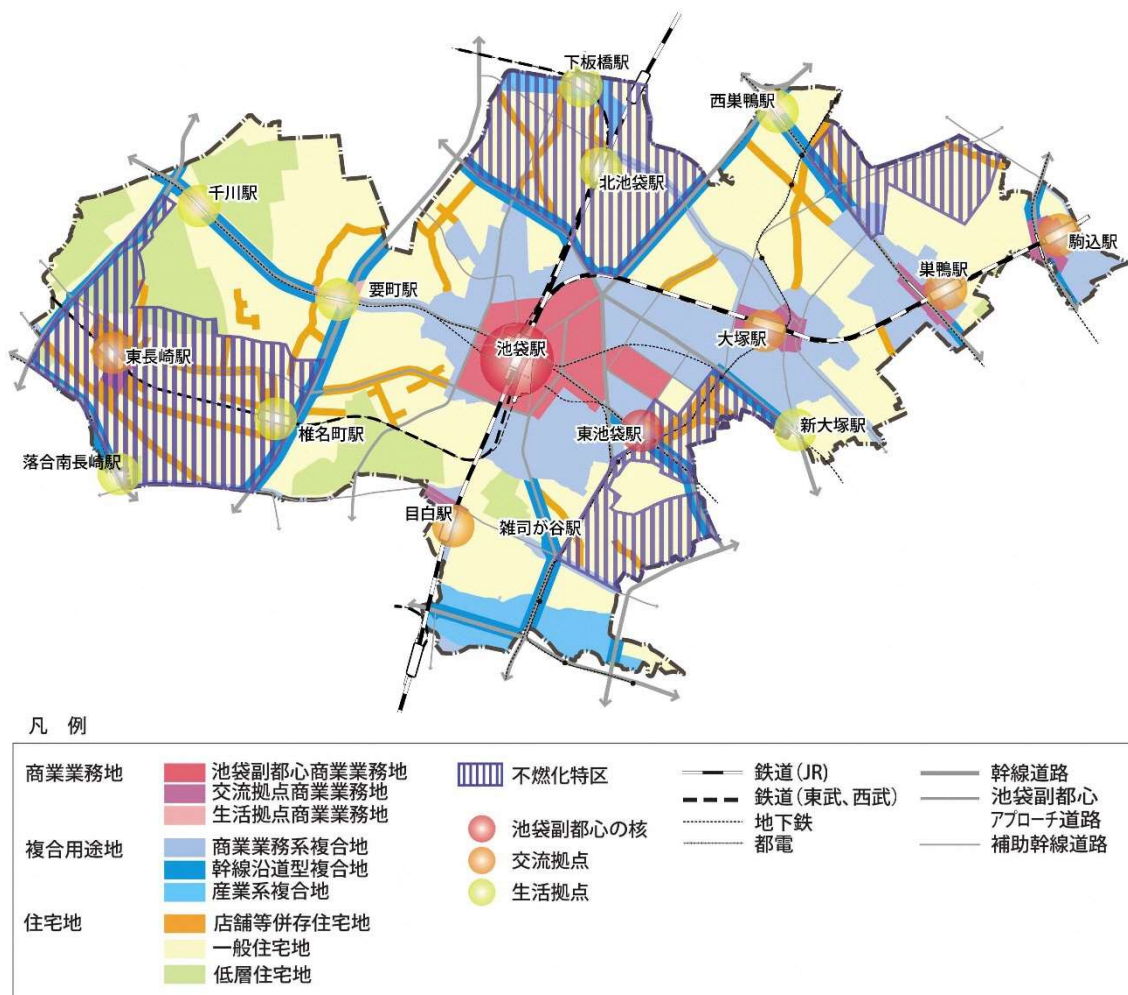 下板橋駅
西巣鴨駅
北池袋駅
千川駅
駒込駅
巣鴨駅
要町駅
大塚駅
池袋駅
東長崎駅
東池袋駅
新大塚駅
椎名町駅
落合南長崎駅
目白駅
雑司が谷駅
凡 例
商業業務地
池袋副都心商業業務地
交流拠点商業業務地
生活拠点商業業務地
複合用途地
商業業務系複合地
幹線沿道型複合地
産業系複合地
住宅地
店舗等併存住宅地
一般住宅地
低層住宅地
不燃化特区
池袋副都心の核
交流拠点
生活拠点
鉄道(JR)
鉄道(東武、西武)
地下鉄
都電
幹線道路
池袋副都心
アプローチ道路
補助幹線道路